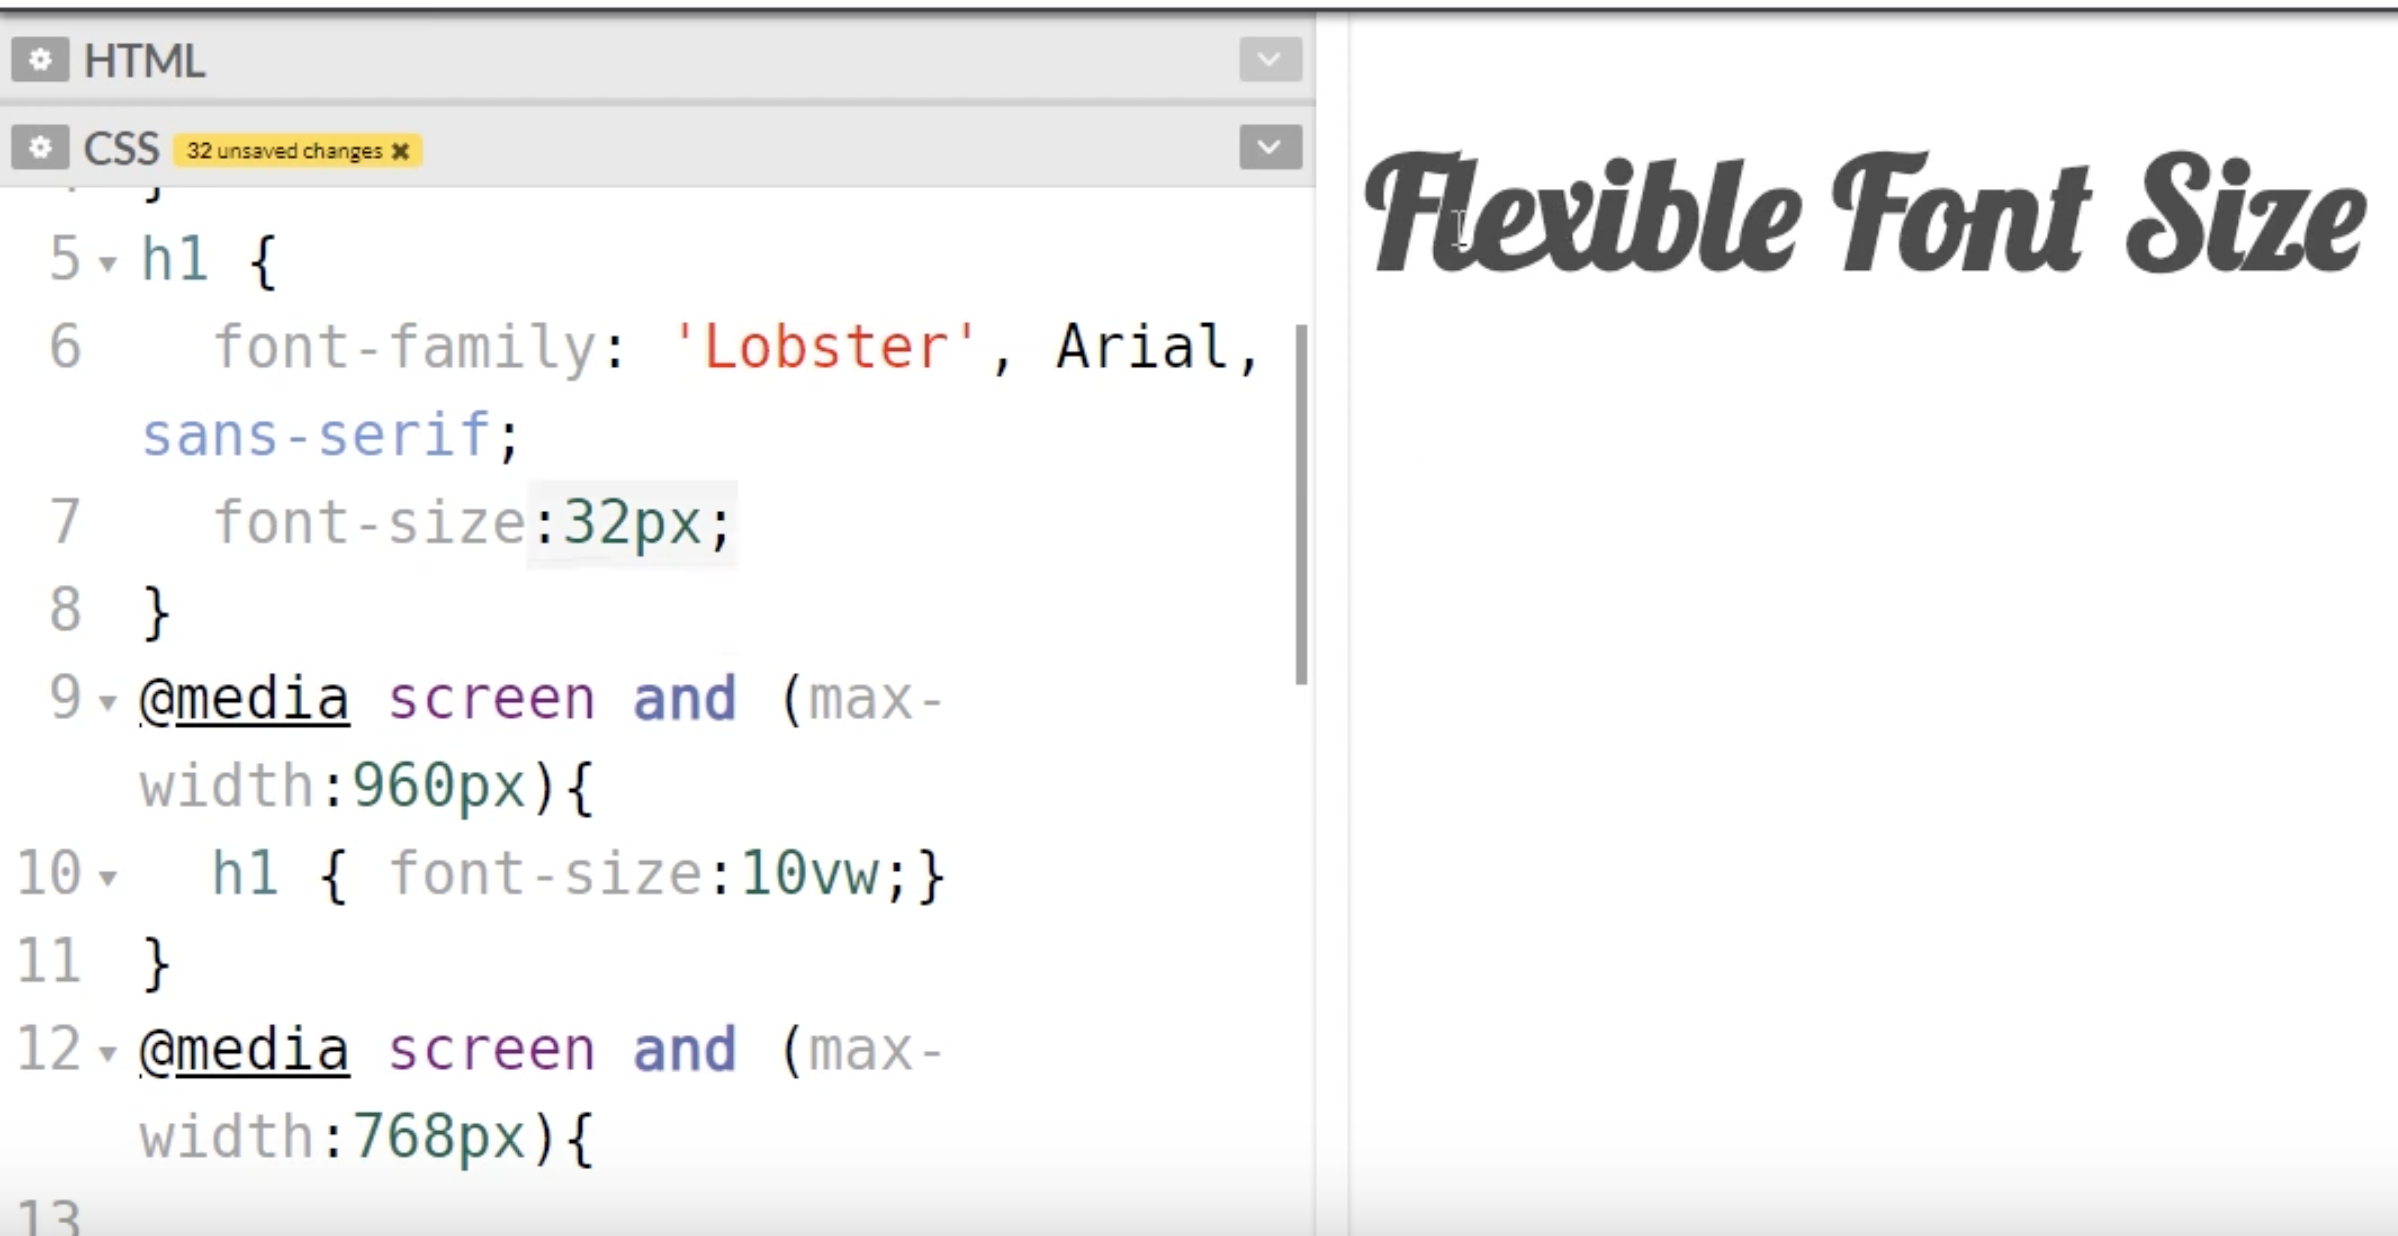 HTML
CSS 32 unsaved changes ✖
}
5 h1 {
6 font-family: 'Lobster', Arial,
sans-serif;
7 font-size:32px;
8 }
9 @media screen and (max-
width:960px){
10 h1 { font-size:10vw;}
11 }
12 @media screen and (max-
width:768px){
13
Flexible Font Size